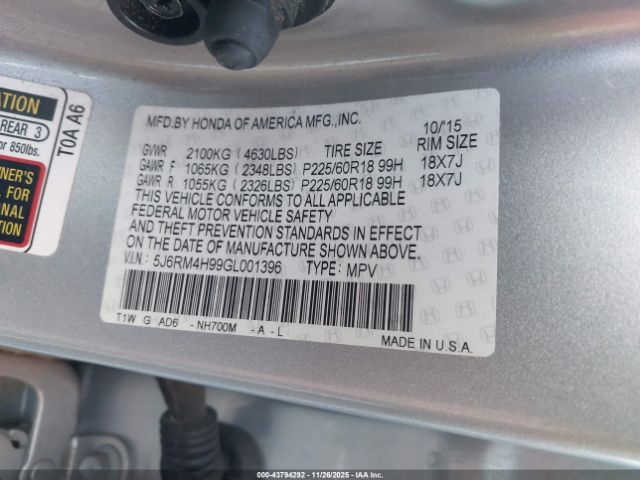 ATION
REAR 3
or 850lbs.
NER'S
L FOR
ONAL
TION
T0A A6
MFD.BY HONDA OF AMERICA MFG.,INC. 10/'15
GVWR 2100KG (4630LBS) TIRE SIZE RIM SIZE
GAWR F 1065KG (2348LBS) P225/60R18 99H 18X7J
GAWR R 1055KG (2326LBS) P225/60R18 99H 18X7J
THIS VEHICLE CONFORMS TO ALL APPLICABLE
FEDERAL MOTOR VEHICLE SAFETY
AND THEFT PREVENTION STANDARDS IN EFFECT
ON THE DATE OF MANUFACTURE SHOWN ABOVE.
V.I.N.: 5J6RM4H99GL001396 TYPE: MPV
T1W G AD6 - NH700M - A - L
MADE IN U.S.A.
000-43794292 - 11/26/2025 - IAA Inc.